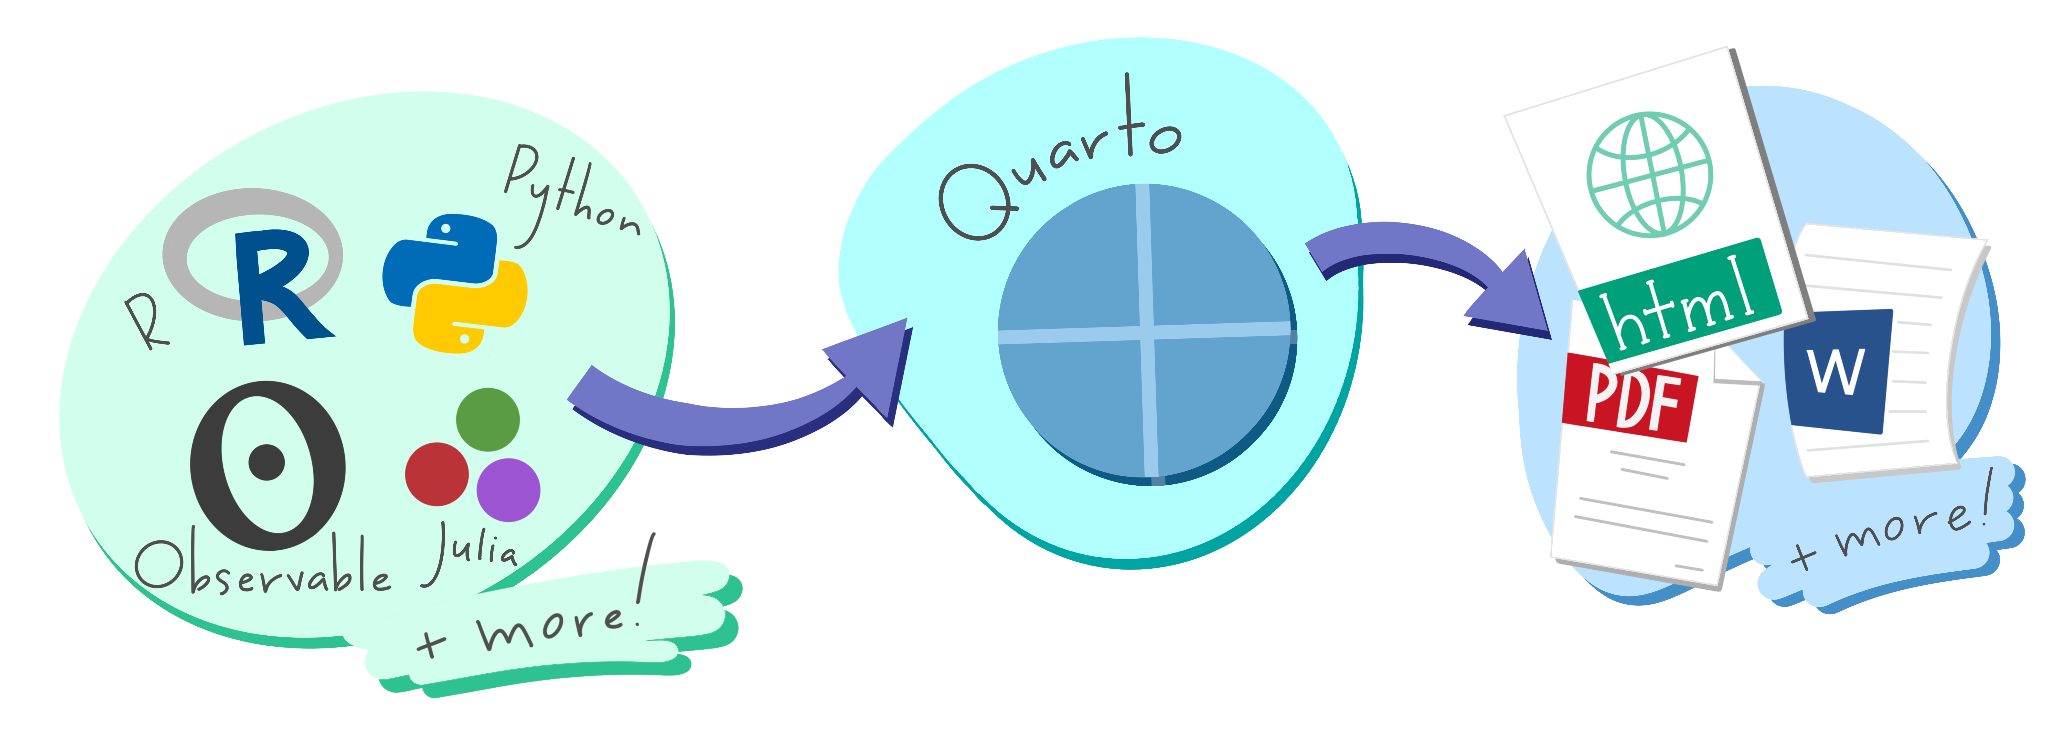 R
R
Python
Observable
Julia
+ more!
Quarto
html
PDF
W
+ more!